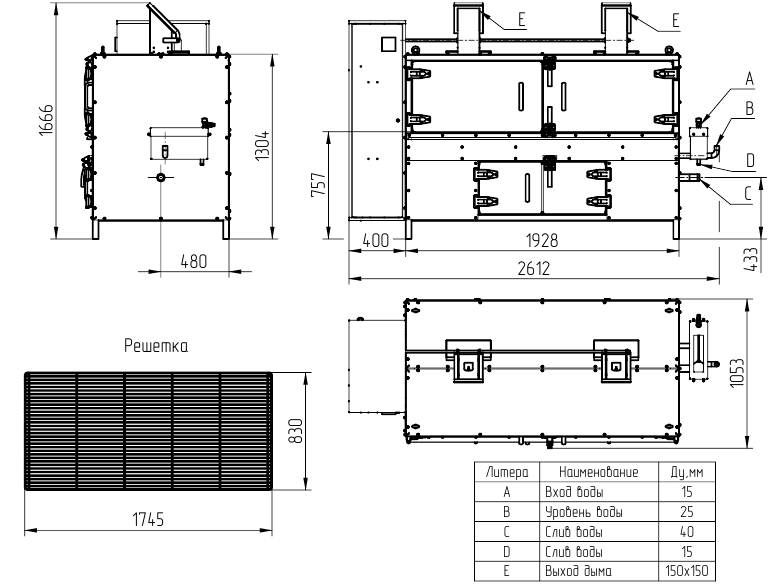 E
E
A
B
D
C
1666
1304
757
400
1928
2612
480
433
Решетка
830
1745
1053
Литера Наименование Ду,мм
A Вход воды 15
B Уровень воды 25
C Слив воды 40
D Слив воды 15
E Выход дыма 150x150